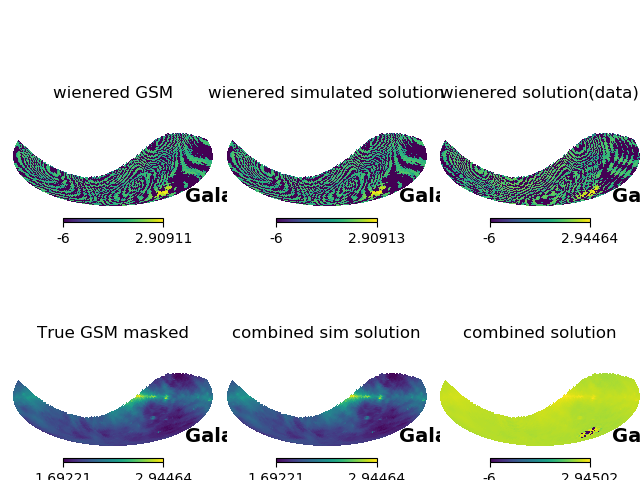 wienered GSM
wienered simulated solution
wienered solution(data)
Gala
Gala
Ga
-6 2.90911
-6 2.90913
-6 2.94464
True GSM masked
combined sim solution
combined solution
Gala
Gala
Ga
1.69221 2.94464
1.69221 2.94464
-6 2.94502